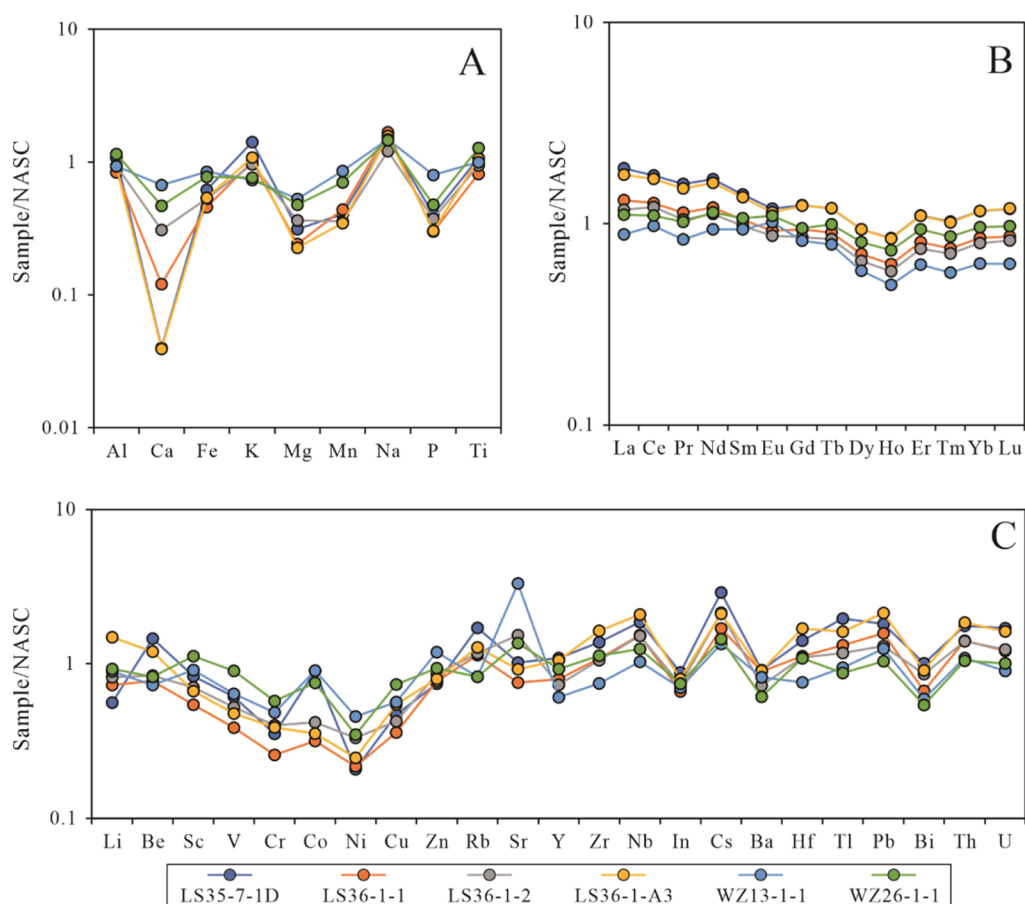 10
1
0.1
0.01
Sample/NASC
A
Al Ca Fe K Mg Mn Na P Ti
10
1
0.1
Sample/NASC
B
La Ce Pr Nd Sm Eu Gd Tb Dy Ho Er Tm Yb Lu
10
1
0.1
Sample/NASC
C
Li Be Sc V Cr Co Ni Cu Zn Rb Sr Y Zr Nb In Cs Ba Hf Tl Pb Bi Th U
LS35-7-1D LS36-1-1 LS36-1-2 LS36-1-A3 WZ13-1-1 WZ26-1-1